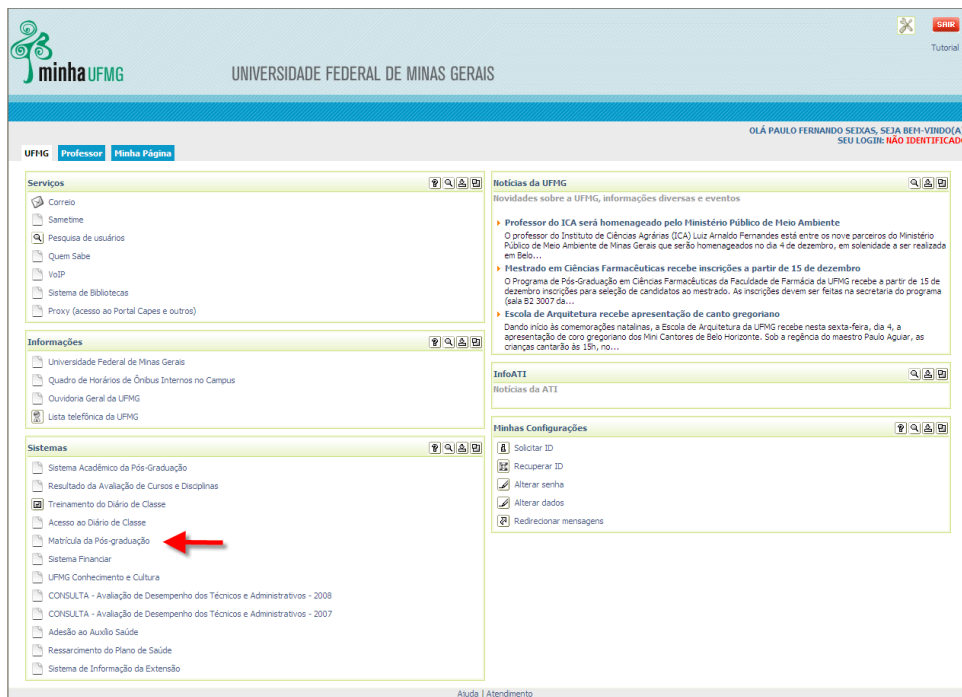 SAIR
Tutorial
minha UFMG
UNIVERSIDADE FEDERAL DE MINAS GERAIS
OLÁ PAULO FERNANDO SEIXAS, SEJA BEM-VINDO(A)
SEU LOGIN: NÃO IDENTIFICADO
UFMG Professor Minha Página
Serviços
Correio
Sametime
Pesquisa de usuários
Quem Sabe
VoIP
Sistema de Bibliotecas
Proxy (acesso ao Portal Capes e outros)
Informações
Universidade Federal de Minas Gerais
Quadro de Horários de Ônibus Internos no Campus
Ouvidoria Geral da UFMG
Lista telefônica da UFMG
Sistemas
Sistema Acadêmico da Pós-Graduação
Resultado da Avaliação de Cursos e Disciplinas
Treinamento do Diário de Classe
Acesso ao Diário de Classe
Matrícula da Pós-graduação
Sistema Financiar
UFMG Conhecimento e Cultura
CONSULTA - Avaliação de Desempenho dos Técnicos e Administrativos - 2008
CONSULTA - Avaliação de Desempenho dos Técnicos e Administrativos - 2007
Adesão ao Auxílio Saúde
Ressarcimento do Plano de Saúde
Sistema de Informação da Extensão
Notícias da UFMG
Novidades sobre a UFMG, informações diversas e eventos
Professor do ICA será homenageado pelo Ministério Público de Meio Ambiente
O professor do Instituto de Ciências Agrárias (ICA) Luiz Arnaldo Fernandes está entre os nove parceiros do Ministério
Público de Meio Ambiente de Minas Gerais que serão homenageados no dia 4 de dezembro, em solenidade a ser realizada
em Belo...
Mestrado em Ciências Farmacêuticas recebe inscrições a partir de 15 de dezembro
O Programa de Pós-Graduação em Ciências Farmacêuticas da Faculdade de Farmácia da UFMG recebe a partir de 15 de
dezembro inscrições para seleção de candidatos ao mestrado. As inscrições devem ser feitas na secretaria do programa
(sala B2 3007 da...
Escola de Arquitetura recebe apresentação de canto gregoriano
Dando início às comemorações natalinas, a Escola de Arquitetura da UFMG recebe nesta sexta-feira, dia 4, a
apresentação de coro gregoriano dos Mini Cantores de Belo Horizonte. Sob a regência do maestro Paulo Aguiar, as
crianças cantarão às 15h, no...
InfoATI
Notícias da ATI
Minhas Configurações
Solicitar ID
Recuperar ID
Alterar senha
Alterar dados
Redirecionar mensagens
Ajuda | Atendimento